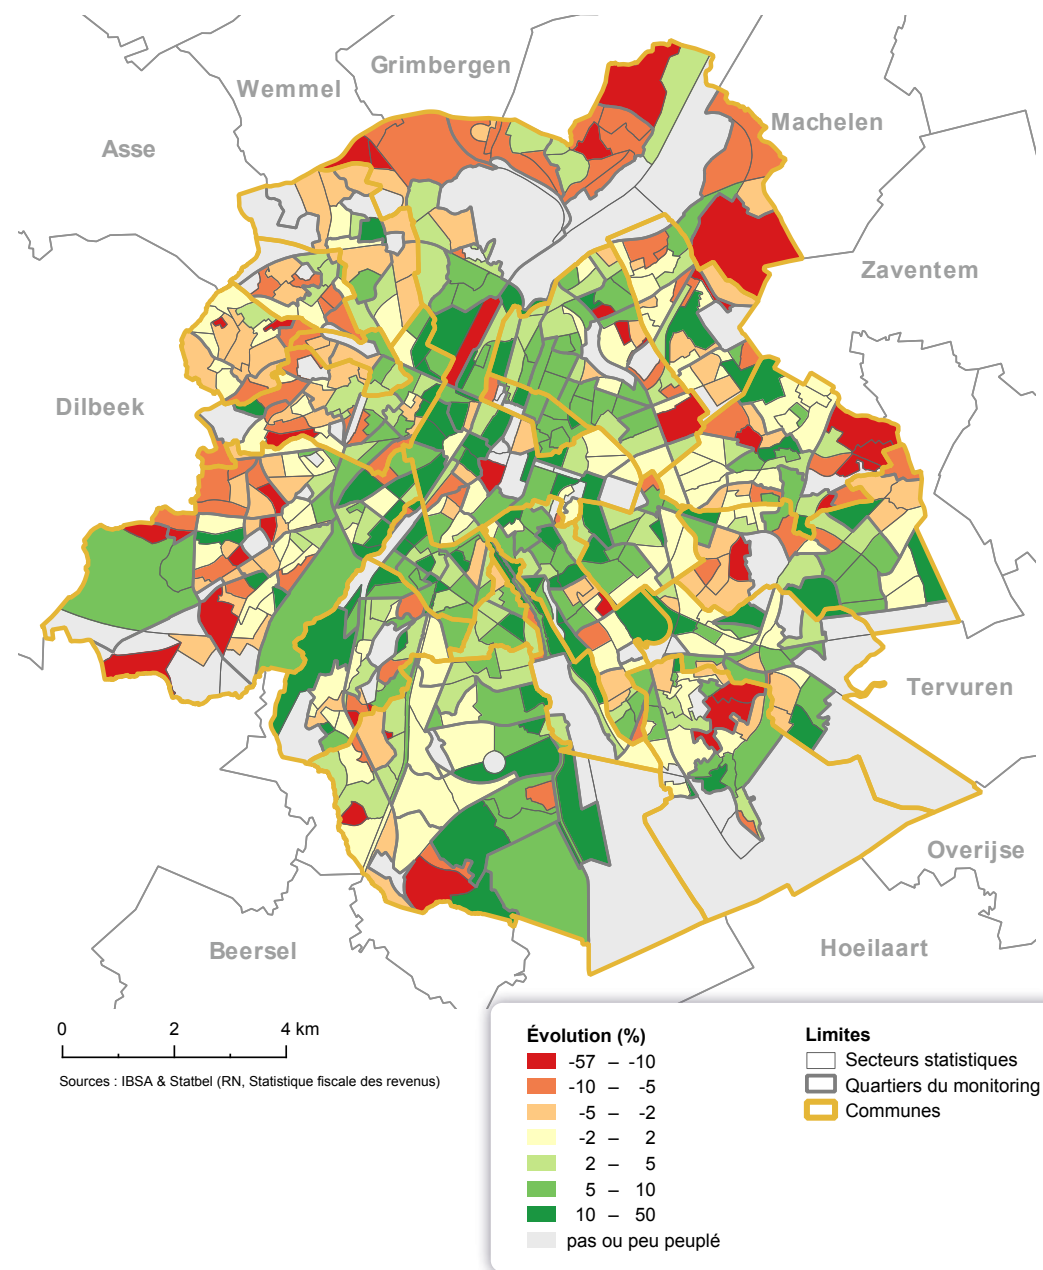 Grimbergen
Wemmel
Machelen
Asse
Zaventem
Dilbeek
Tervuren
Overijse
Beersel
Hoeilaart
0 2 4 km
Sources : IBSA & Statbel (RN, Statistique fiscale des revenus)
Évolution (%)
-57 – -10
-10 – -5
-5 – -2
-2 – 2
2 – 5
5 – 10
10 – 50
pas ou peu peuplé
Limites
Secteurs statistiques
Quartiers du monitoring
Communes